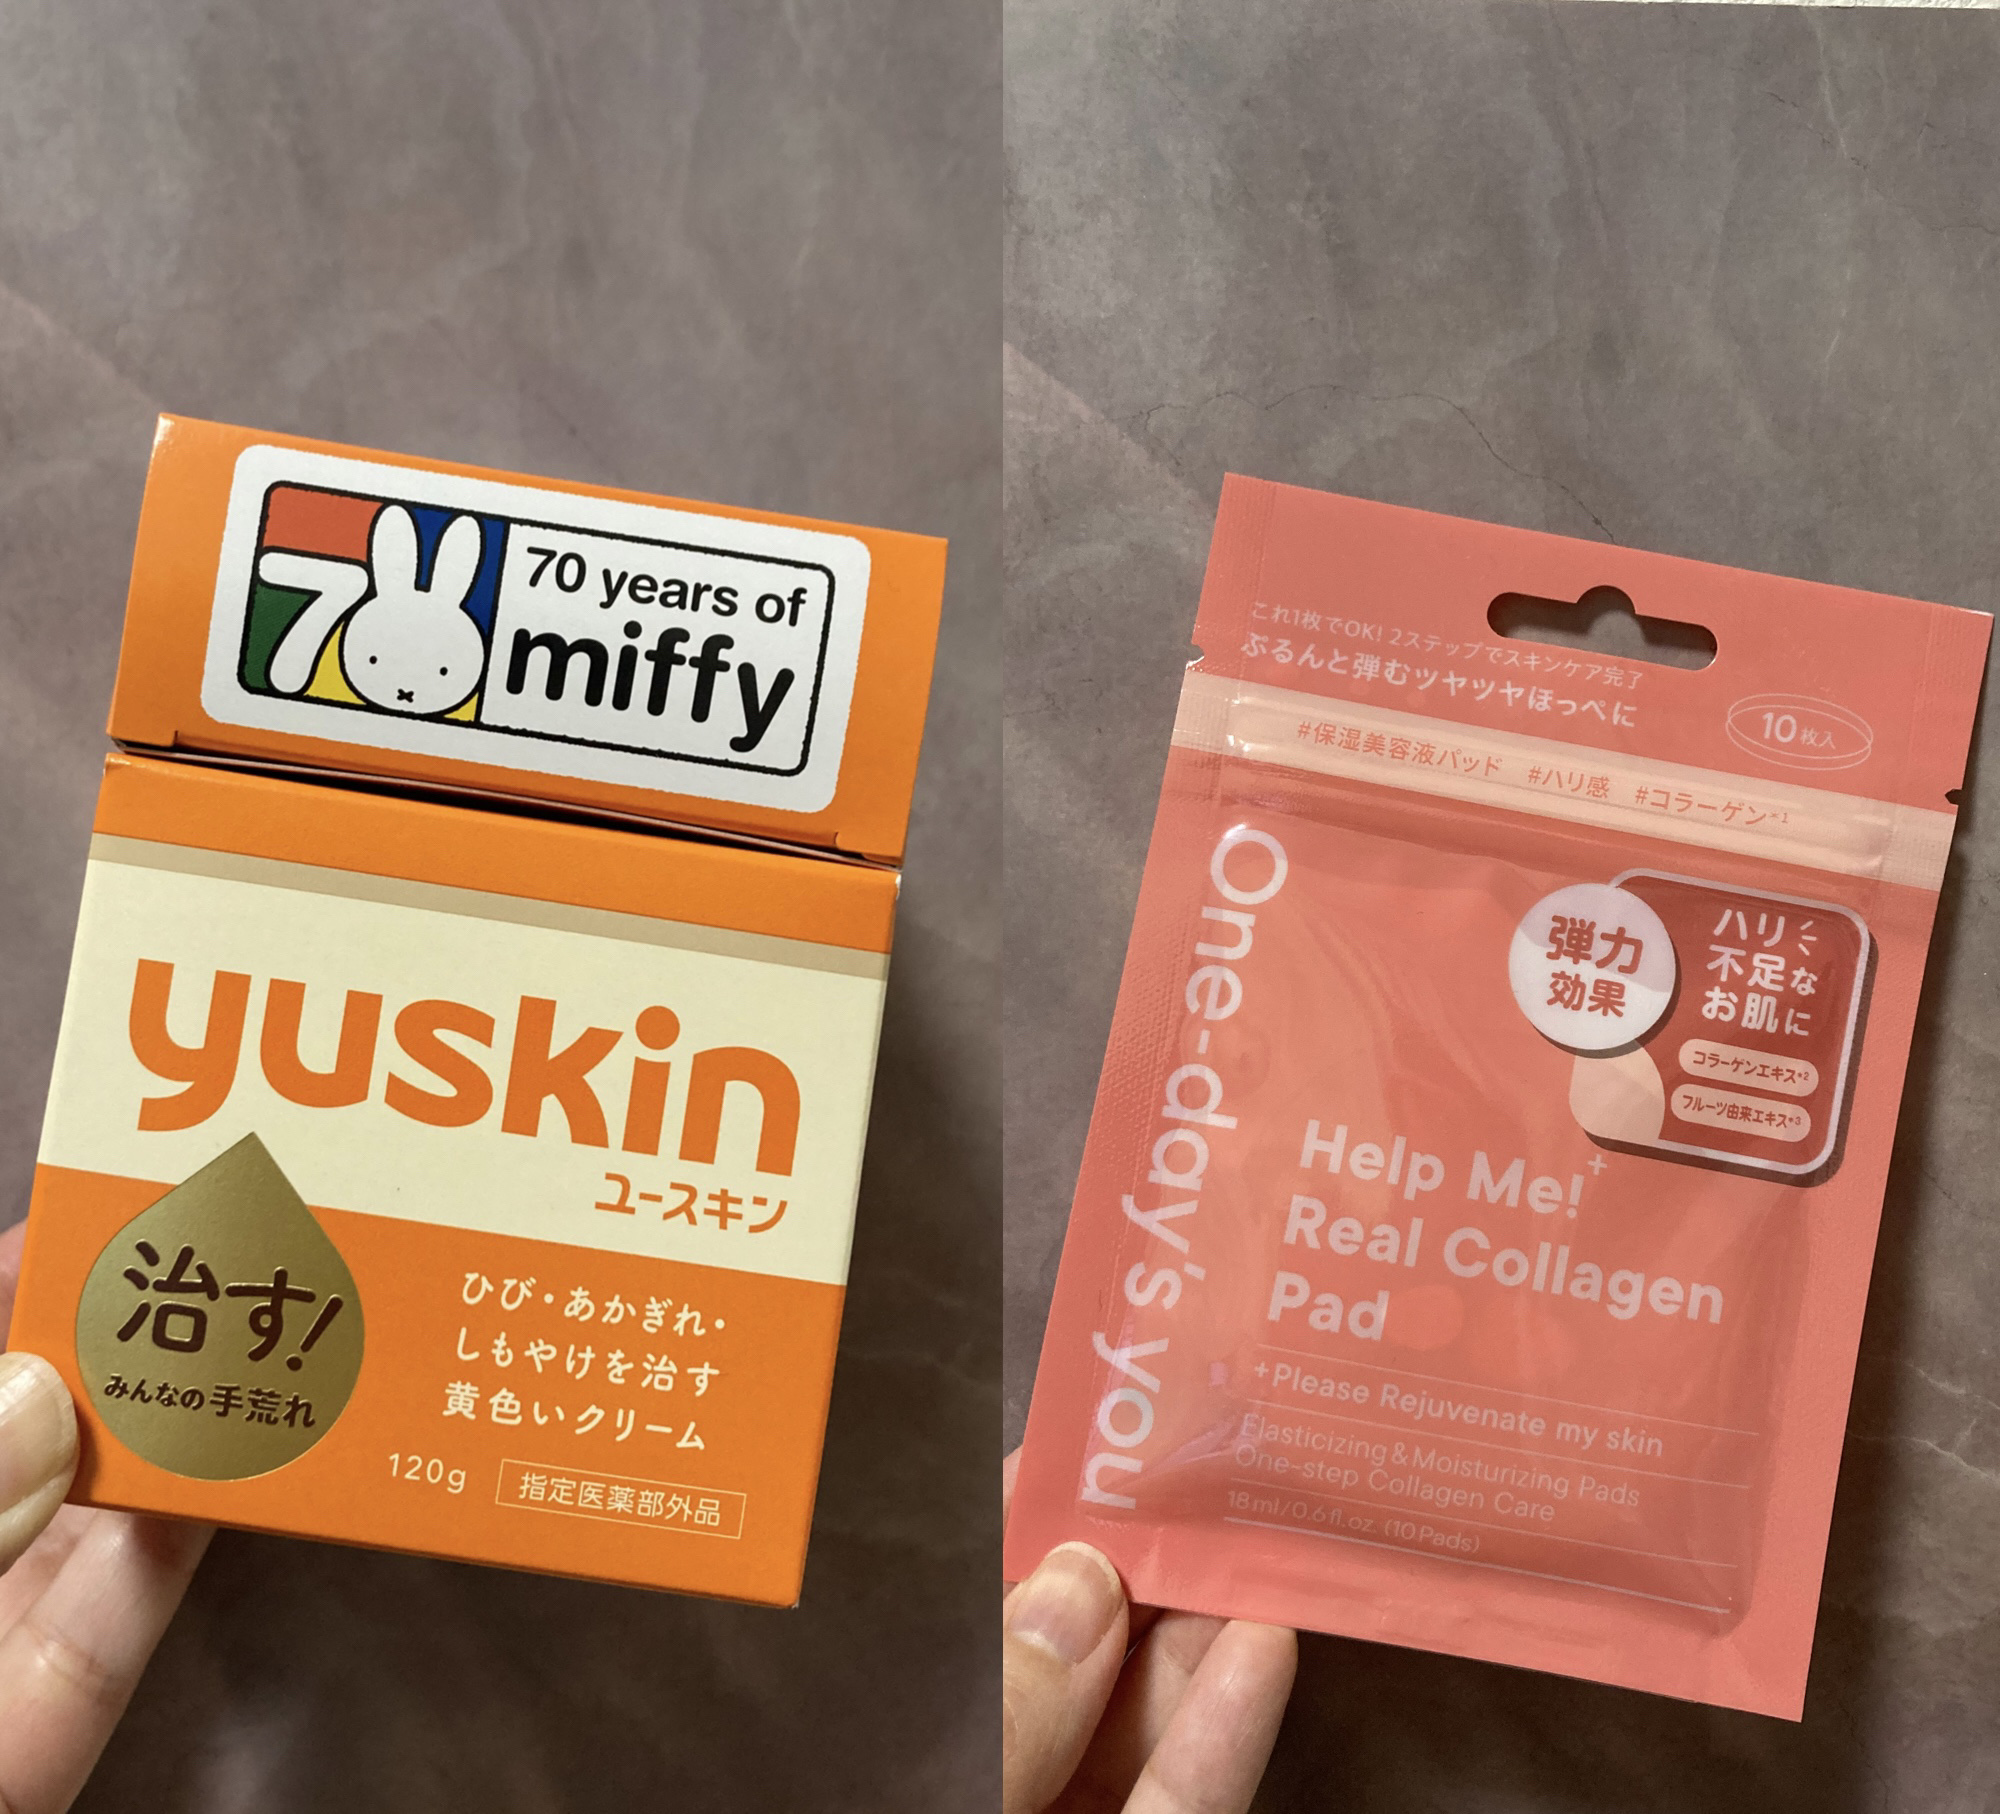 70 years of
miffy
yuskin
ユースキン
治す!
みんなの手荒れ
ひび・あかぎれ・
しもやけを治す
黄色いクリーム
120g
指定医薬部外品
これ1枚でOK! 2ステップでスキンケア完了
ぷるんと弾むツヤツヤほっぺに
10枚入
#保湿美容液パッド #ハリ感 #コラーゲン*1
One-day's you
弾力
効果
ハリ
不足な
お肌に
コラーゲンエキス*2
フルーツ由来エキス*3
Help Me!+
Real Collagen
Pad
+Please Rejuvenate my skin
Elasticizing & Moisturizing Pads
One-step Collagen Care
18ml/0.6fl.oz. (10Pads)